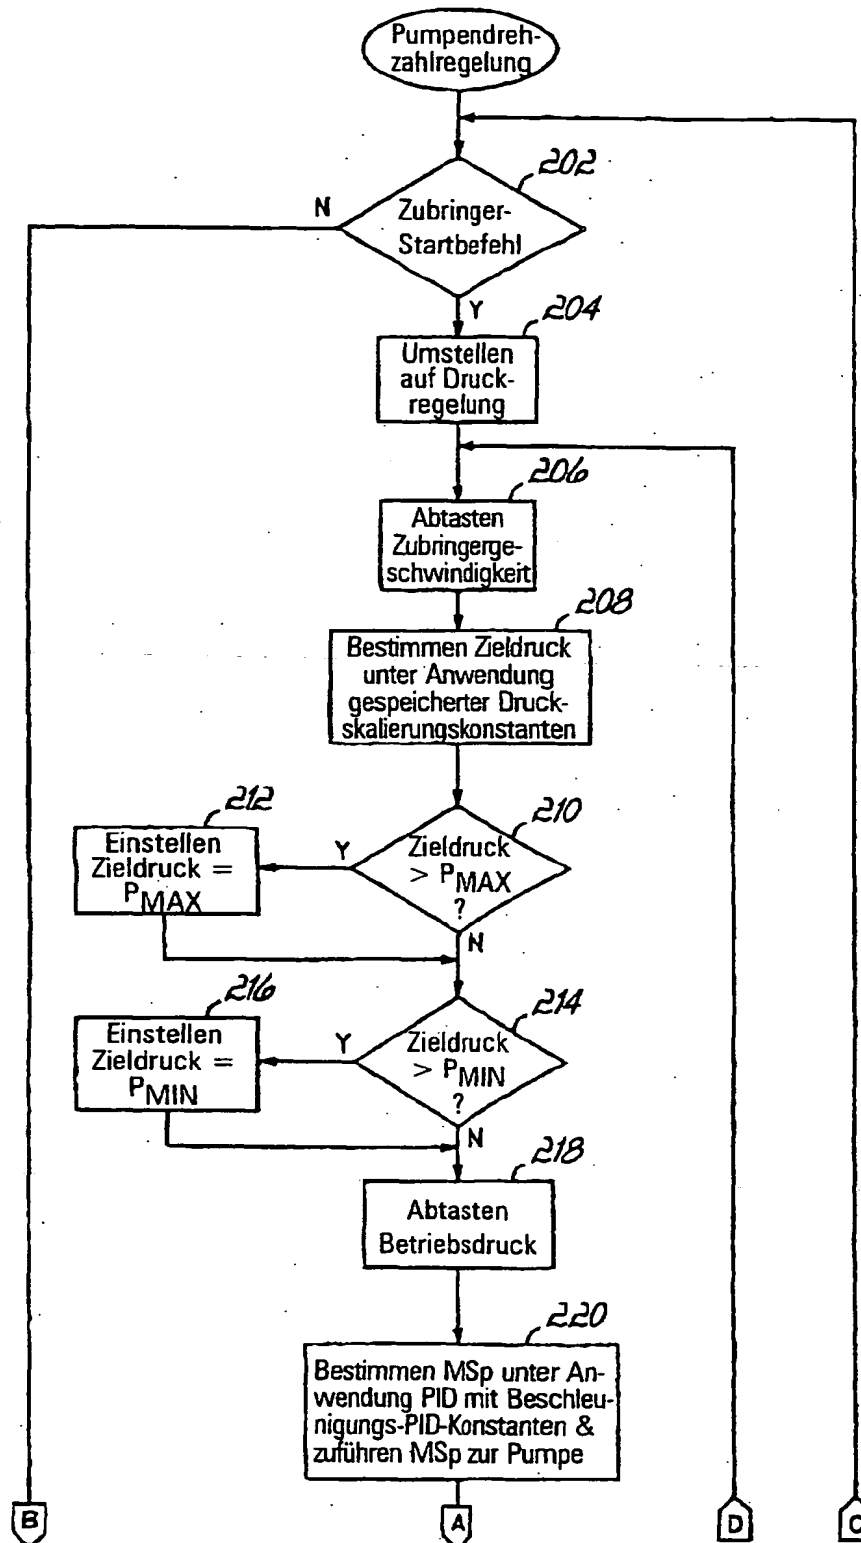 Pumpendreh-
zahlregelung
202
N
Zubringer-
Startbefehl
Y
204
Umstellen
auf Druck-
regelung
206
Abtasten
Zubringerge-
schwindigkeit
208
Bestimmen Zieldruck
unter Anwendung
gespeicherter Druck-
skalierungskonstanten
212
210
Einstellen
Zieldruck =
PMAX
Y
Zieldruck
> PMAX
?
N
216
214
Einstellen
Zieldruck =
PMIN
Y
Zieldruck
> PMIN
?
N
218
Abtasten
Betriebsdruck
220
Bestimmen MSp unter An-
wendung PID mit Beschleu-
nigungs-PID-Konstanten &
zuführen MSp zur Pumpe
B
A
D
C